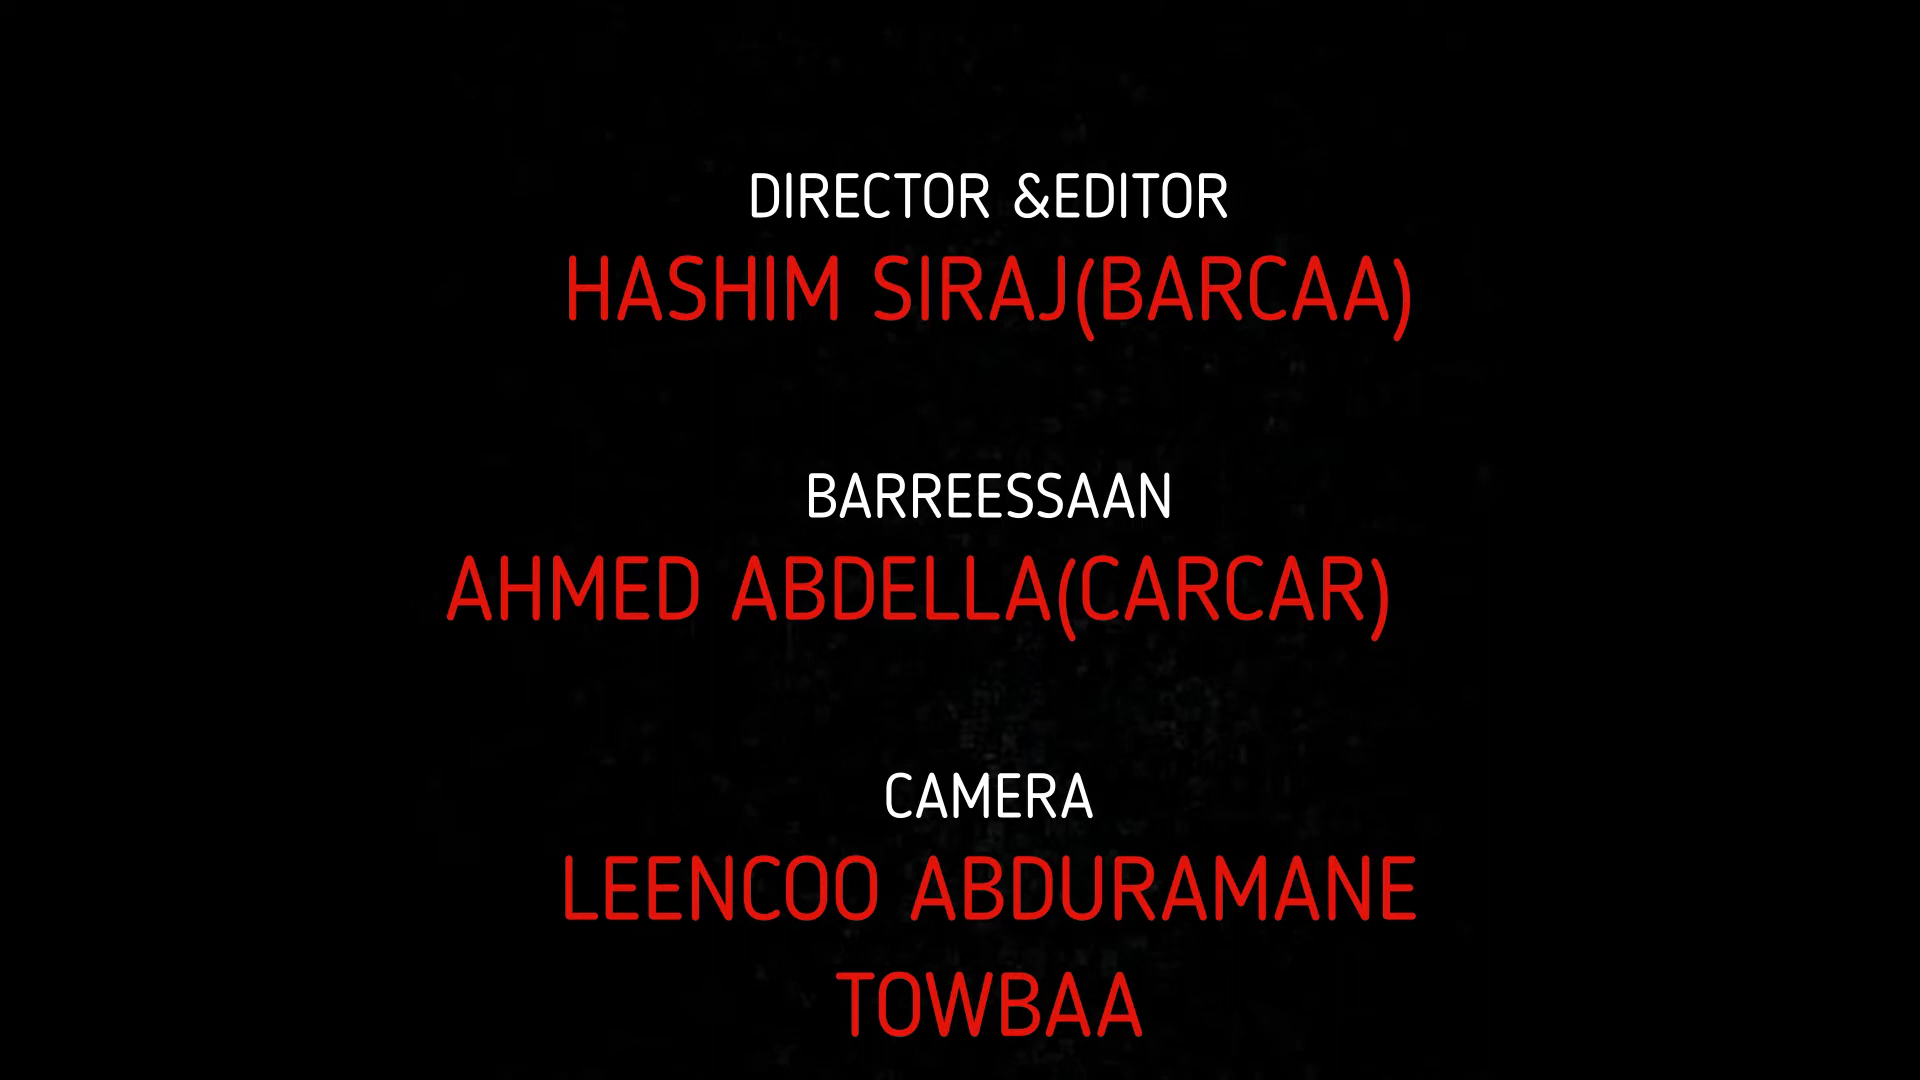 DIRECTOR &EDITOR
HASHIM SIRAJ(BARCAA)
BARREESSAAN
AHMED ABDELLA(CARCAR)
CAMERA
LEENCOO ABDURAMANE
TOWBAA